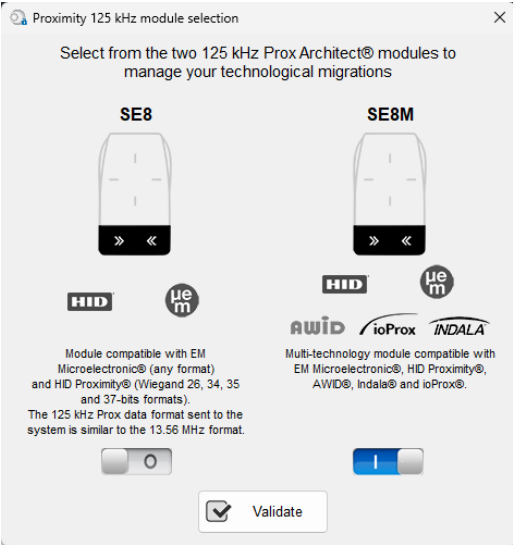 Proximity 125 kHz module selection
Select from the two 125 kHz Prox Architect® modules to
manage your technological migrations
SE8
HID
µem
Module compatible with EM
Microelectronic® (any format)
and HID Proximity® (Wiegand 26, 34, 35
and 37-bits formats).
The 125 kHz Prox data format sent to the
system is similar to the 13.56 MHz format.
O
SE8M
HID
µem
AWID
ioProx
INDALA
Multi-technology module compatible with
EM Microelectronic®, HID Proximity®,
AWID®, Indala® and ioProx®.
I
Validate